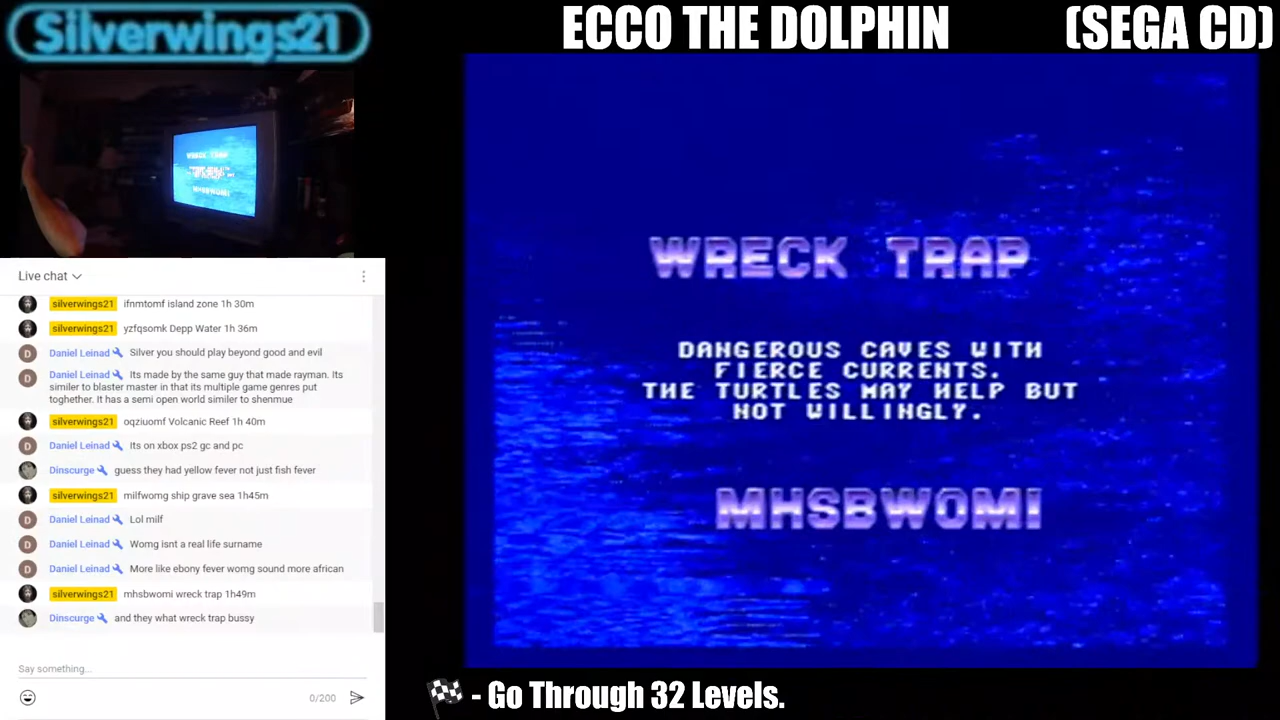 Silverwings21
ECCO THE DOLPHIN (SEGA CD)
WRECK TRAP
MHSBWOMI
Live chat
silverwings21 ifnmtomf island zone 1h 30m
silverwings21 yzfqsomk Depp Water 1h 36m
Daniel Leinad Silver you should play beyond good and evil
Daniel Leinad Its made by the same guy that made rayman. Its
similer to blaster master in that its multiple game genres put
toghether. It has a semi open world similer to shenmue
silverwings21 oqziuomf Volcanic Reef 1h 40m
Daniel Leinad Its on xbox ps2 gc and pc
Dinscurge guess they had yellow fever not just fish fever
silverwings21 milfwomg ship grave sea 1h45m
Daniel Leinad Lol milf
Daniel Leinad Womg isnt a real life surname
Daniel Leinad More like ebony fever womg sound more african
silverwings21 mhsbwomi wreck trap 1h49m
Dinscurge and they what wreck trap bussy
Say something...
0/200
WRECK TRAP
DANGEROUS CAVES WITH
FIERCE CURRENTS.
THE TURTLES MAY HELP BUT
NOT WILLINGLY.
MHSBWOMI
- Go Through 32 Levels.